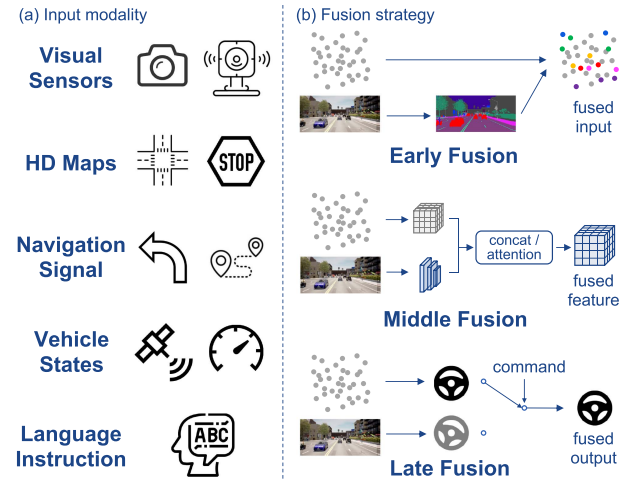 (a) Input modality
Visual
Sensors
HD Maps
STOP
Navigation
Signal
Vehicle
States
Language
Instruction
ABC
(b) Fusion strategy
fused
input
Early Fusion
concat /
attention
fused
feature
Middle Fusion
command
fused
output
Late Fusion